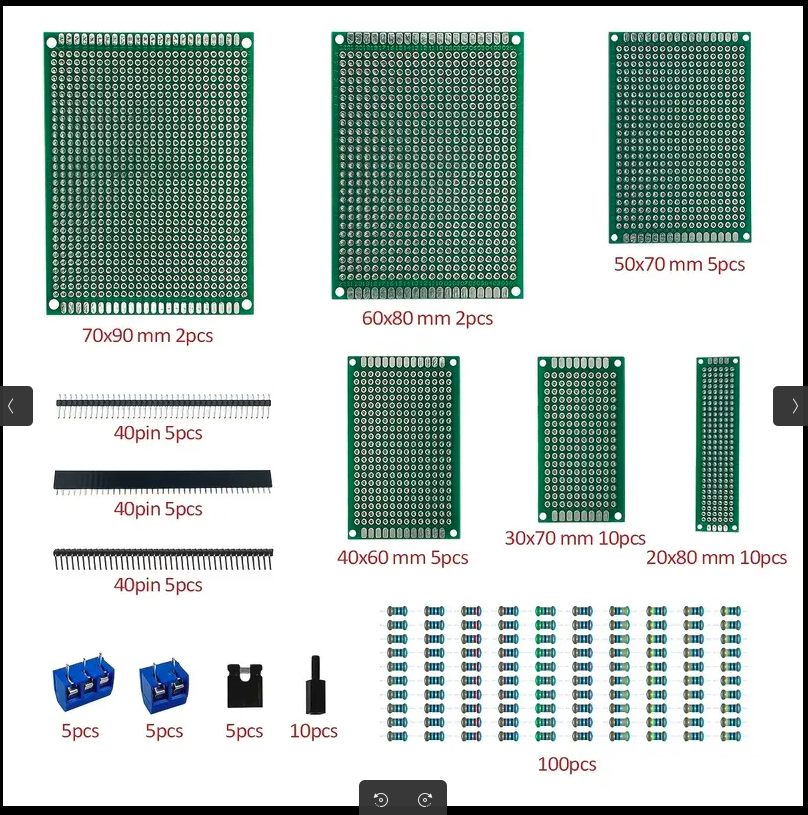 70x90 mm 2pcs
60x80 mm 2pcs
50x70 mm 5pcs
40pin 5pcs
40pin 5pcs
40pin 5pcs
40x60 mm 5pcs
30x70 mm 10pcs
20x80 mm 10pcs
5pcs
5pcs
5pcs
10pcs
100pcs